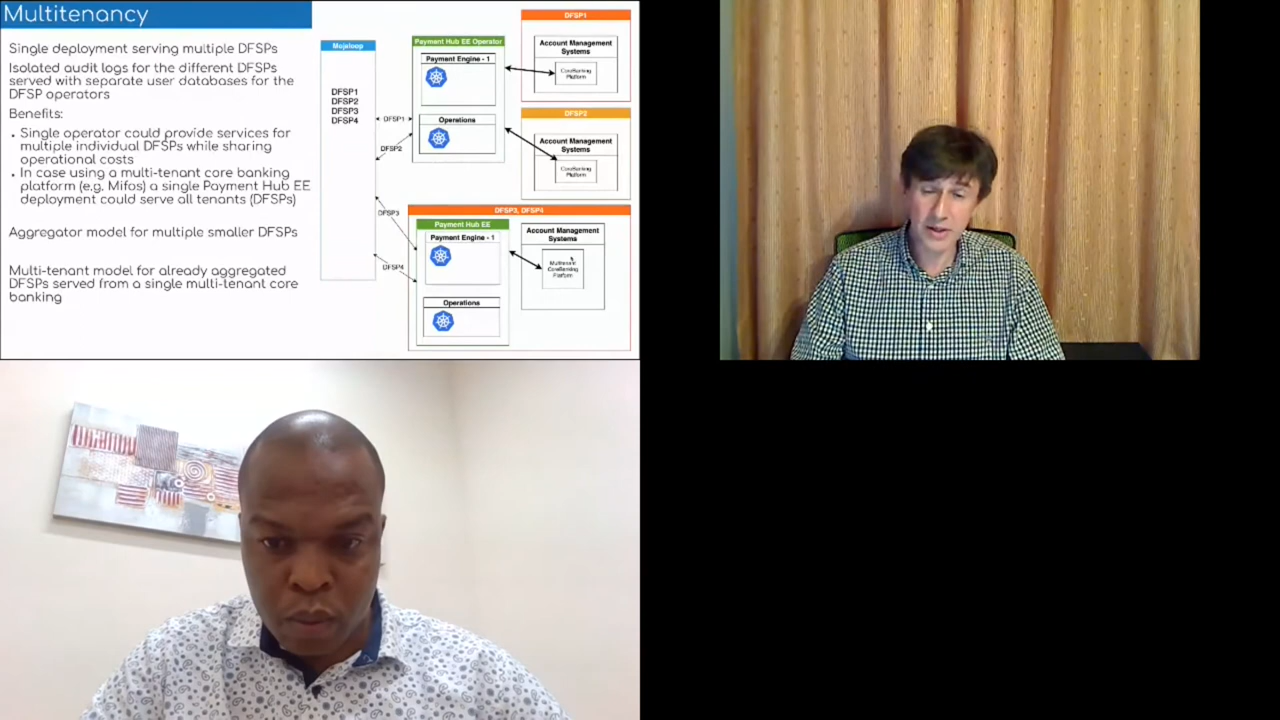 Multitenancy
Single deployment serving multiple DFSPs
Isolated audit logs for the different DFSPs
served with separate user databases for the
DFSP operators
Benefits:
• Single operator could provide services for
multiple individual DFSPs while sharing
operational costs
• In case using a multi-tenant core banking
platform (e.g. Mifos) a single Payment Hub EE
deployment could serve all tenants (DFSPs)
Aggregator model for multiple smaller DFSPs
Multi-tenant model for already aggregated
DFSPs served from a single multi-tenant core
banking
Mojaloop
DFSP1
DFSP2
DFSP3
DFSP4
DFSP1
DFSP2
DFSP3
DFSP4
Payment Hub EE Operator
Payment Engine - 1
Operations
DFSP1
Account Management
Systems
CoreBanking
Platform
DFSP2
Account Management
Systems
CoreBanking
Platform
DFSP3, DFSP4
Payment Hub EE
Payment Engine - 1
Operations
Account Management
Systems
Multitenant
CoreBanking
Platform